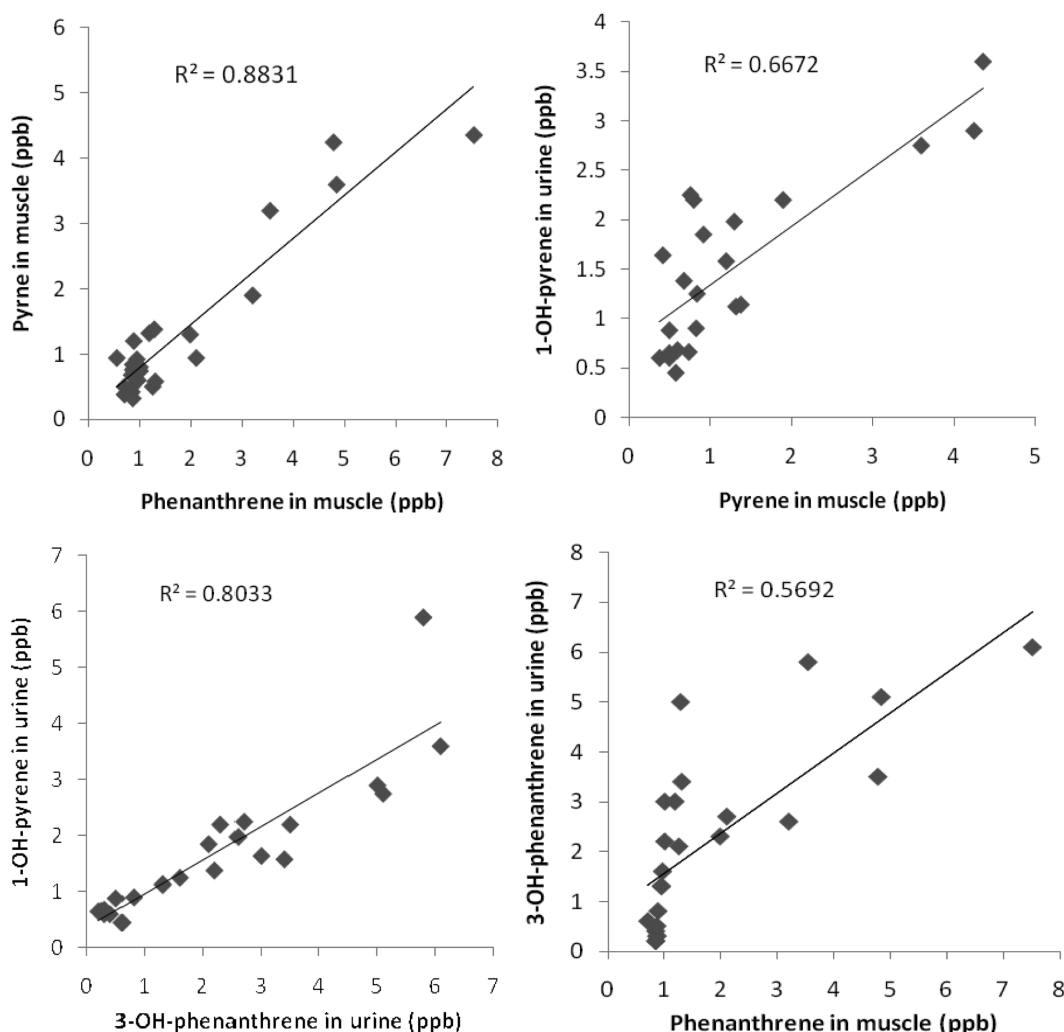 R² = 0.8831
Pyrne in muscle (ppb)
6
5
4
3
2
1
0
0 1 2 3 4 5 6 7 8
Phenanthrene in muscle (ppb)
R² = 0.6672
1-OH-pyrene in urine (ppb)
4
3.5
3
2.5
2
1.5
1
0.5
0
0 1 2 3 4 5
Pyrene in muscle (ppb)
R² = 0.8033
1-OH-pyrene in urine (ppb)
7
6
5
4
3
2
1
0
0 1 2 3 4 5 6 7
3-OH-phenanthrene in urine (ppb)
R² = 0.5692
3-OH-phenanthrene in urine (ppb)
8
7
6
5
4
3
2
1
0
0 1 2 3 4 5 6 7 8
Phenanthrene in muscle (ppb)